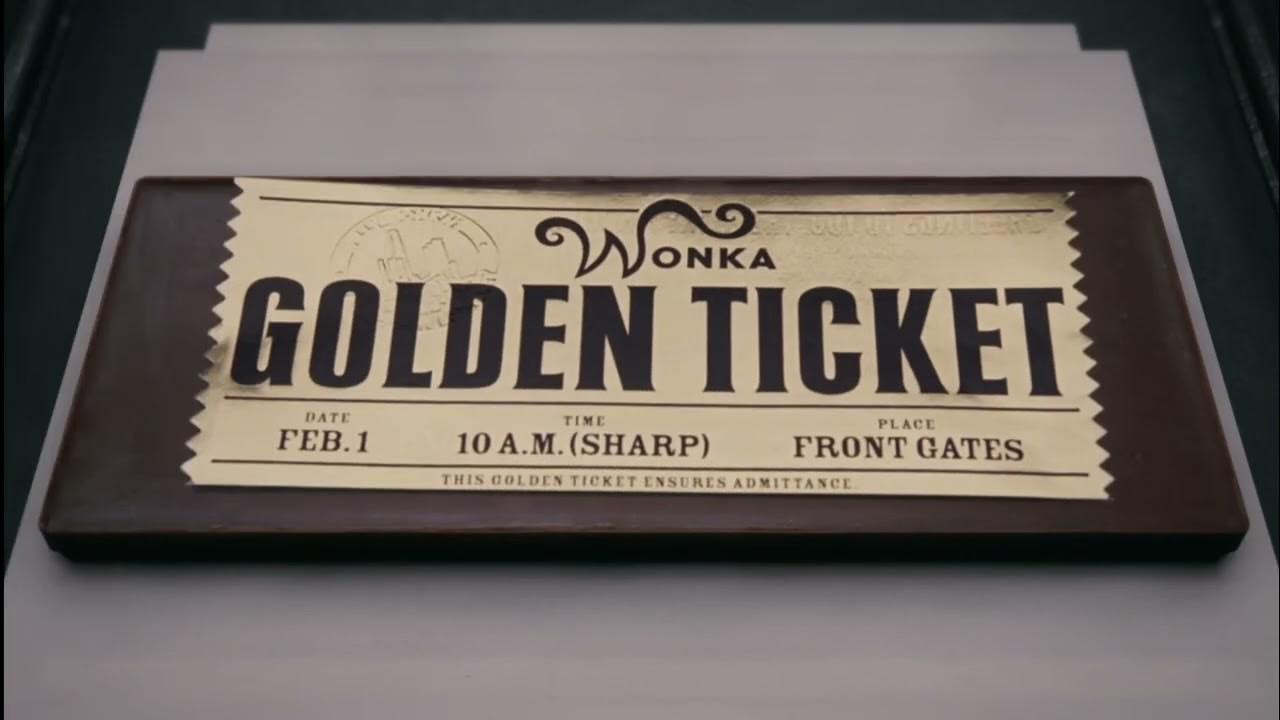 WONKA
GOLDEN TICKET
DATE TIME PLACE
FEB.1 10 A.M. (SHARP) FRONT GATES
THIS GOLDEN TICKET ENSURES ADMITTANCE.